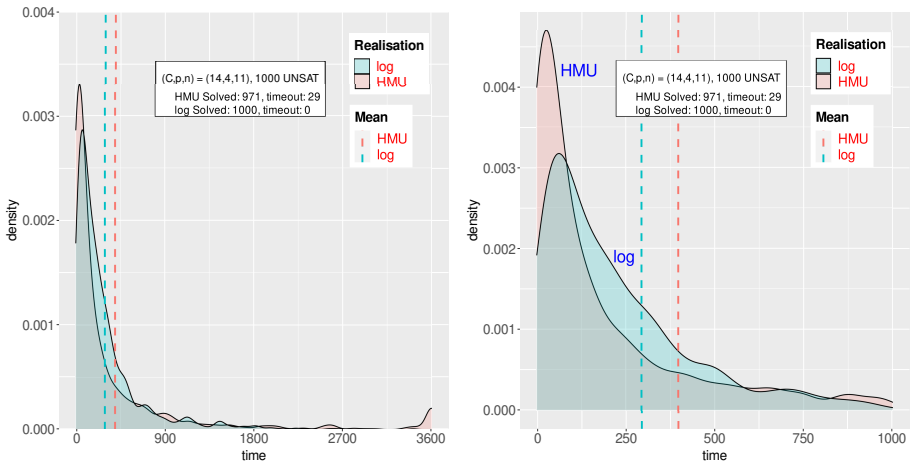 0.004
0.003
0.002
0.001
0.000
density
0
900
1800
2700
3600
time
(C,p,n) = (14,4,11), 1000 UNSAT
HMU Solved: 971, timeout: 29
log Solved: 1000, timeout: 0
Realisation
log
HMU
Mean
HMU
log
0.004
0.003
0.002
0.001
0.000
density
0
250
500
750
1000
time
HMU
log
(C,p,n) = (14,4,11), 1000 UNSAT
HMU Solved: 971, timeout: 29
log Solved: 1000, timeout: 0
Realisation
log
HMU
Mean
HMU
log